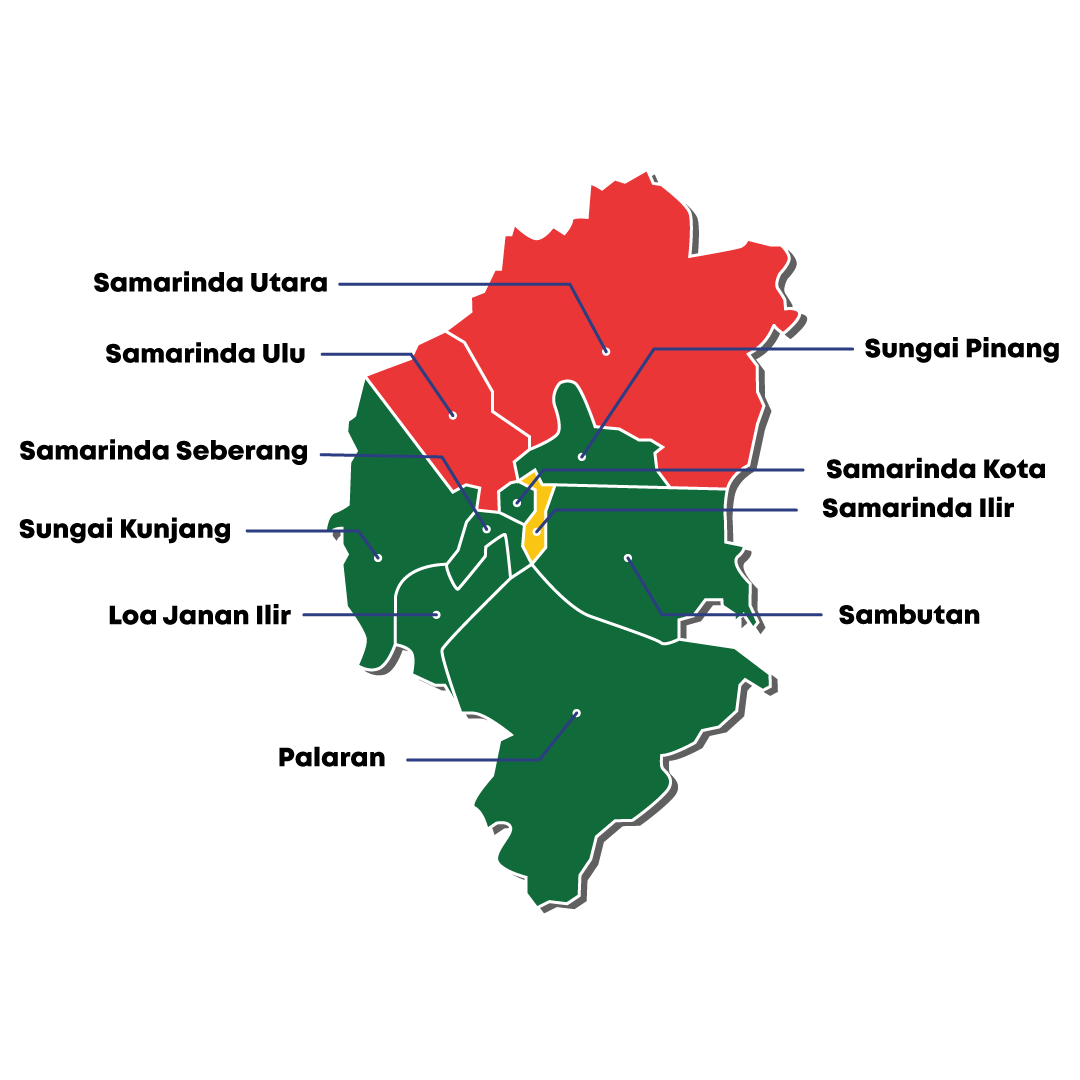 Samarinda Utara
Samarinda Ulu
Sungai Pinang
Samarinda Seberang
Samarinda Kota
Samarinda Ilir
Sungai Kunjang
Loa Janan Ilir
Sambutan
Palaran